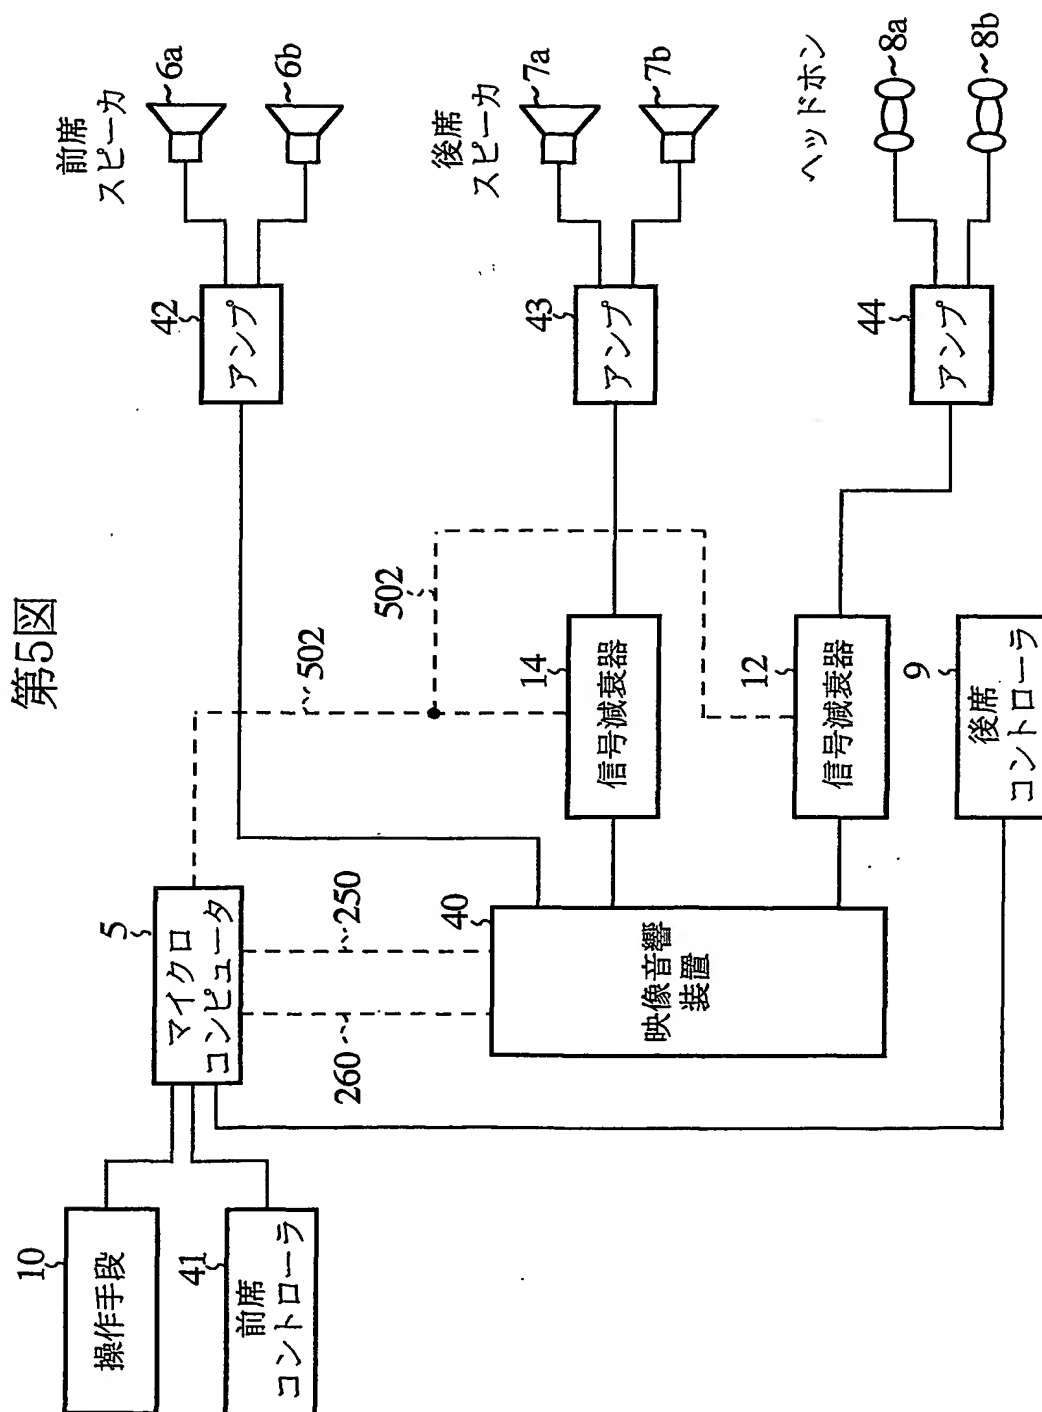 第5図
10
操作手段
41
前席
コントローラ
5
マイクロ
コンピュータ
260
250
40
映像音響
装置
502
502
14
信号減衰器
12
信号減衰器
9
後席
コントローラ
42
アンプ
43
アンプ
44
アンプ
前席
スピーカ
6a
6b
後席
スピーカ
7a
7b
ヘッドホン
8a
8b